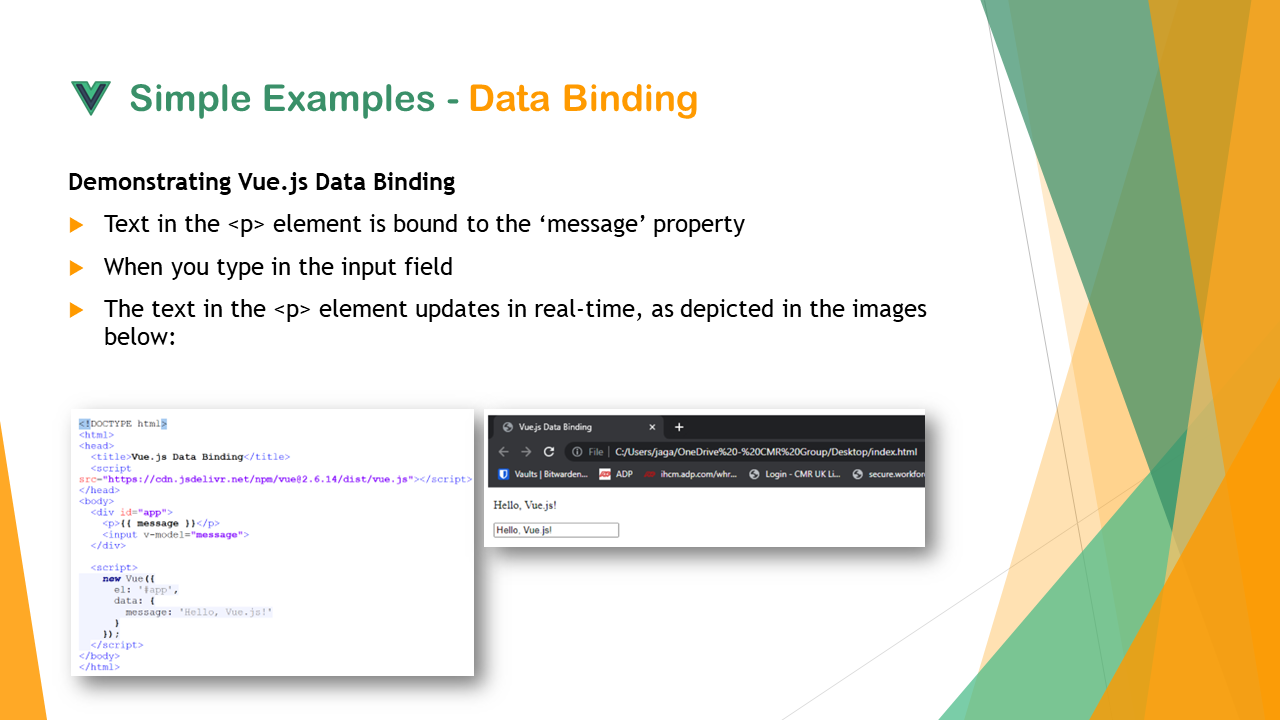 Simple Examples - Data Binding
Demonstrating Vue.js Data Binding
Text in the <p> element is bound to the ‘message’ property
When you type in the input field
The text in the <p> element updates in real-time, as depicted in the images
below:
<!DOCTYPE html>
<html>
<head>
<title>Vue.js Data Binding</title>
<script
src="https://cdn.jsdelivr.net/npm/vue@2.6.14/dist/vue.js"></script>
</head>
<body>
<div id="app">
<p>{{ message }}</p>
<input v-model="message">
</div>
<script>
new Vue({
el: '#app',
data: {
message: 'Hello, Vue.js!'
}
});
</script>
</body>
</html>
Vue.js Data Binding
File | C:/Users/jaga/OneDrive%20-%20CMR%20Group/Desktop/index.html
Vaults | Bitwarden... ADP ihcm.adp.com/whr... Login - CMR UK Li... secure.workfor
Hello, Vue.js!
Hello, Vue.js!